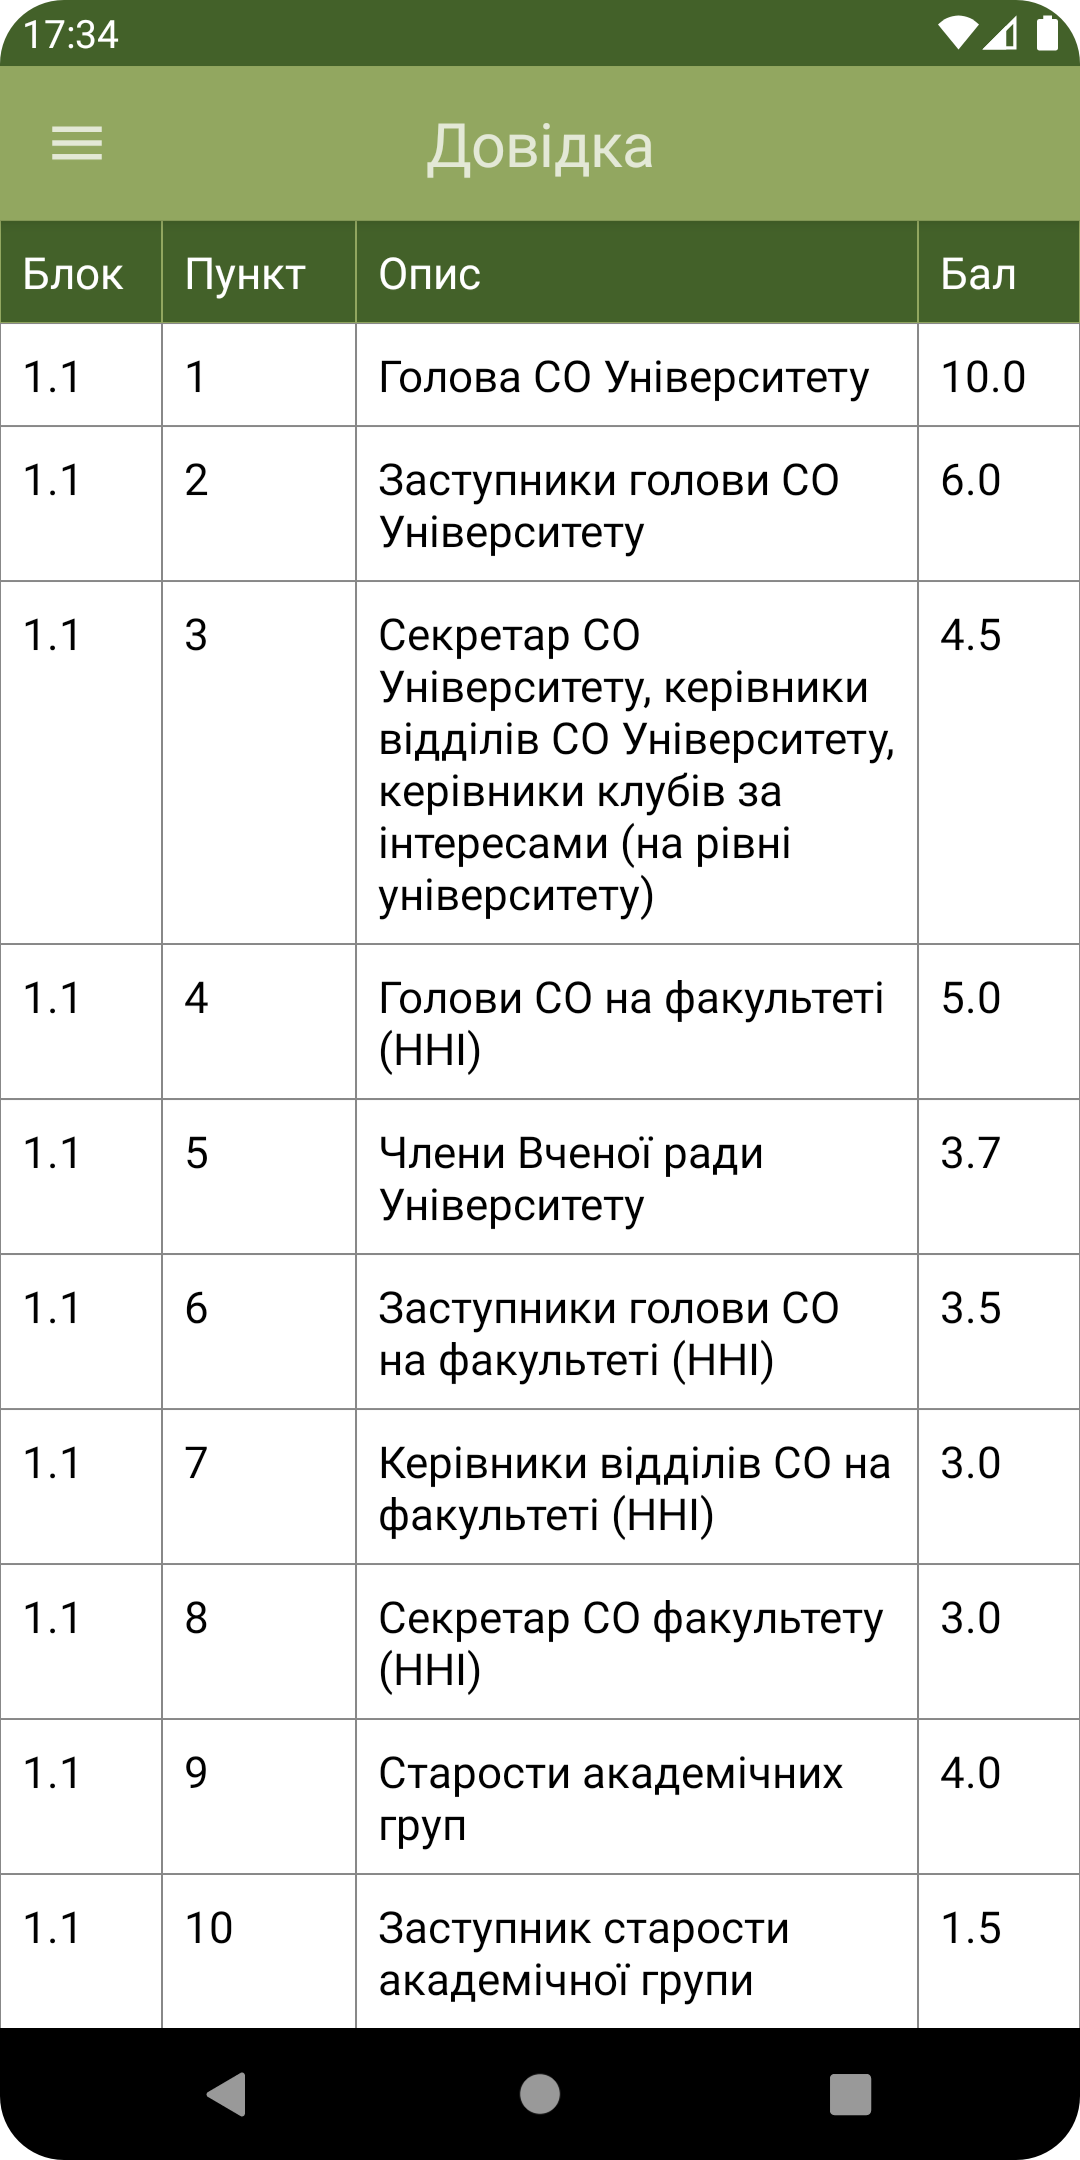 17:34
Довідка
Блок Пункт Опис Бал
1.1 1 Голова СО Університету 10.0
1.1 2 Заступники голови СО 6.0
Університету
1.1 3 Секретар СО 4.5
Університету, керівники
відділів СО Університету,
керівники клубів за
інтересами (на рівні
університету)
1.1 4 Голови СО на факультеті 5.0
(ННІ)
1.1 5 Члени Вченої ради 3.7
Університету
1.1 6 Заступники голови СО 3.5
на факультеті (ННІ)
1.1 7 Керівники відділів СО на 3.0
факультеті (ННІ)
1.1 8 Секретар СО факультету 3.0
(ННІ)
1.1 9 Старости академічних 4.0
груп
1.1 10 Заступник старости 1.5
академічної групи